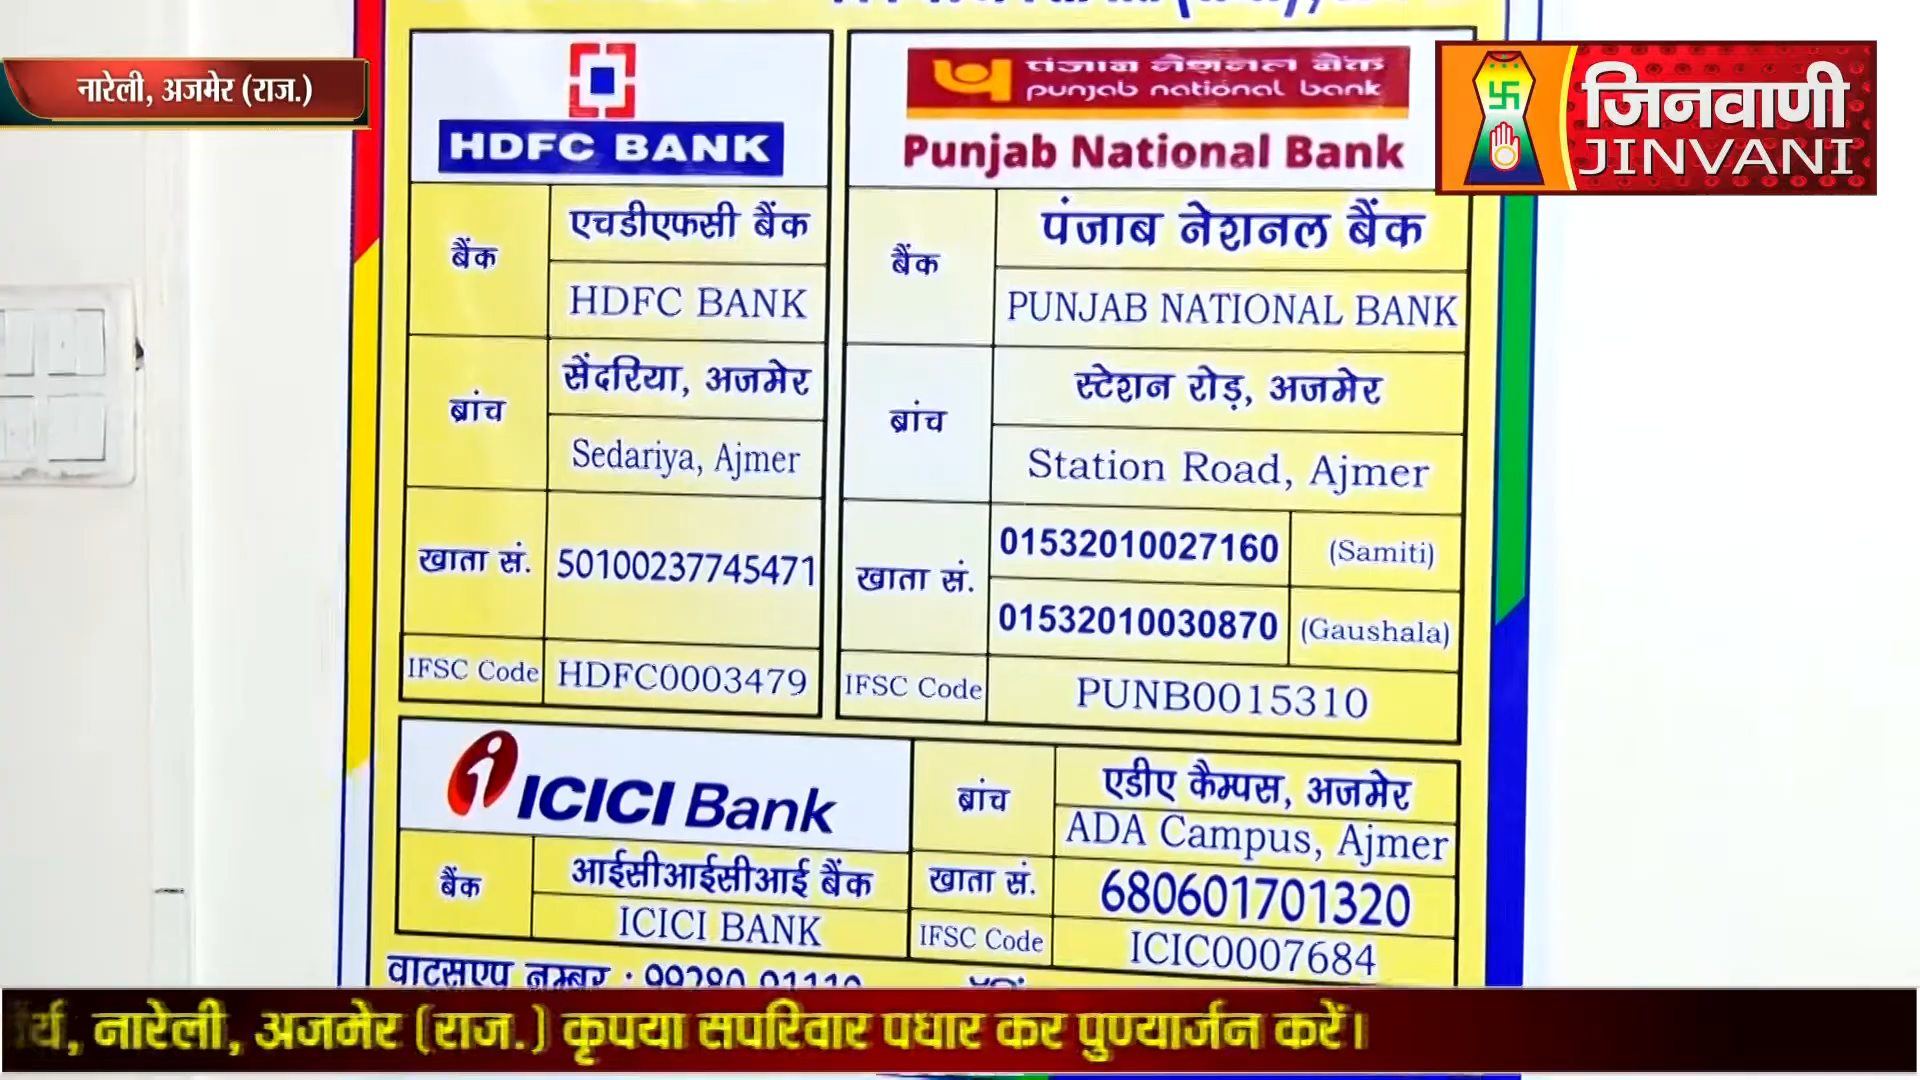 नारेली, अजमेर (राज.)
जिनवाणी
JINVANI
HDFC BANK
बैंक
एचडीएफसी बैंक
HDFC BANK
ब्रांच
सेंदरिया, अजमेर
Sedariya, Ajmer
खाता सं.
50100237745471
IFSC Code
HDFC0003479
पंजाब नैशनल बैंक
punjab national bank
Punjab National Bank
बैंक
पंजाब नेशनल बैंक
PUNJAB NATIONAL BANK
ब्रांच
स्टेशन रोड़, अजमेर
Station Road, Ajmer
खाता सं.
01532010027160 (Samiti)
01532010030870 (Gaushala)
IFSC Code
PUNB0015310
ICICI Bank
बैंक
आईसीआईसीआई बैंक
ICICI BANK
ब्रांच
एडीए कैम्पस, अजमेर
ADA Campus, Ajmer
खाता सं.
680601701320
IFSC Code
ICIC0007684
वाट्सएप नम्बर :
नारेली, अजमेर (राज.) कृपया सपरिवार पधार कर पुण्यार्जन करें।